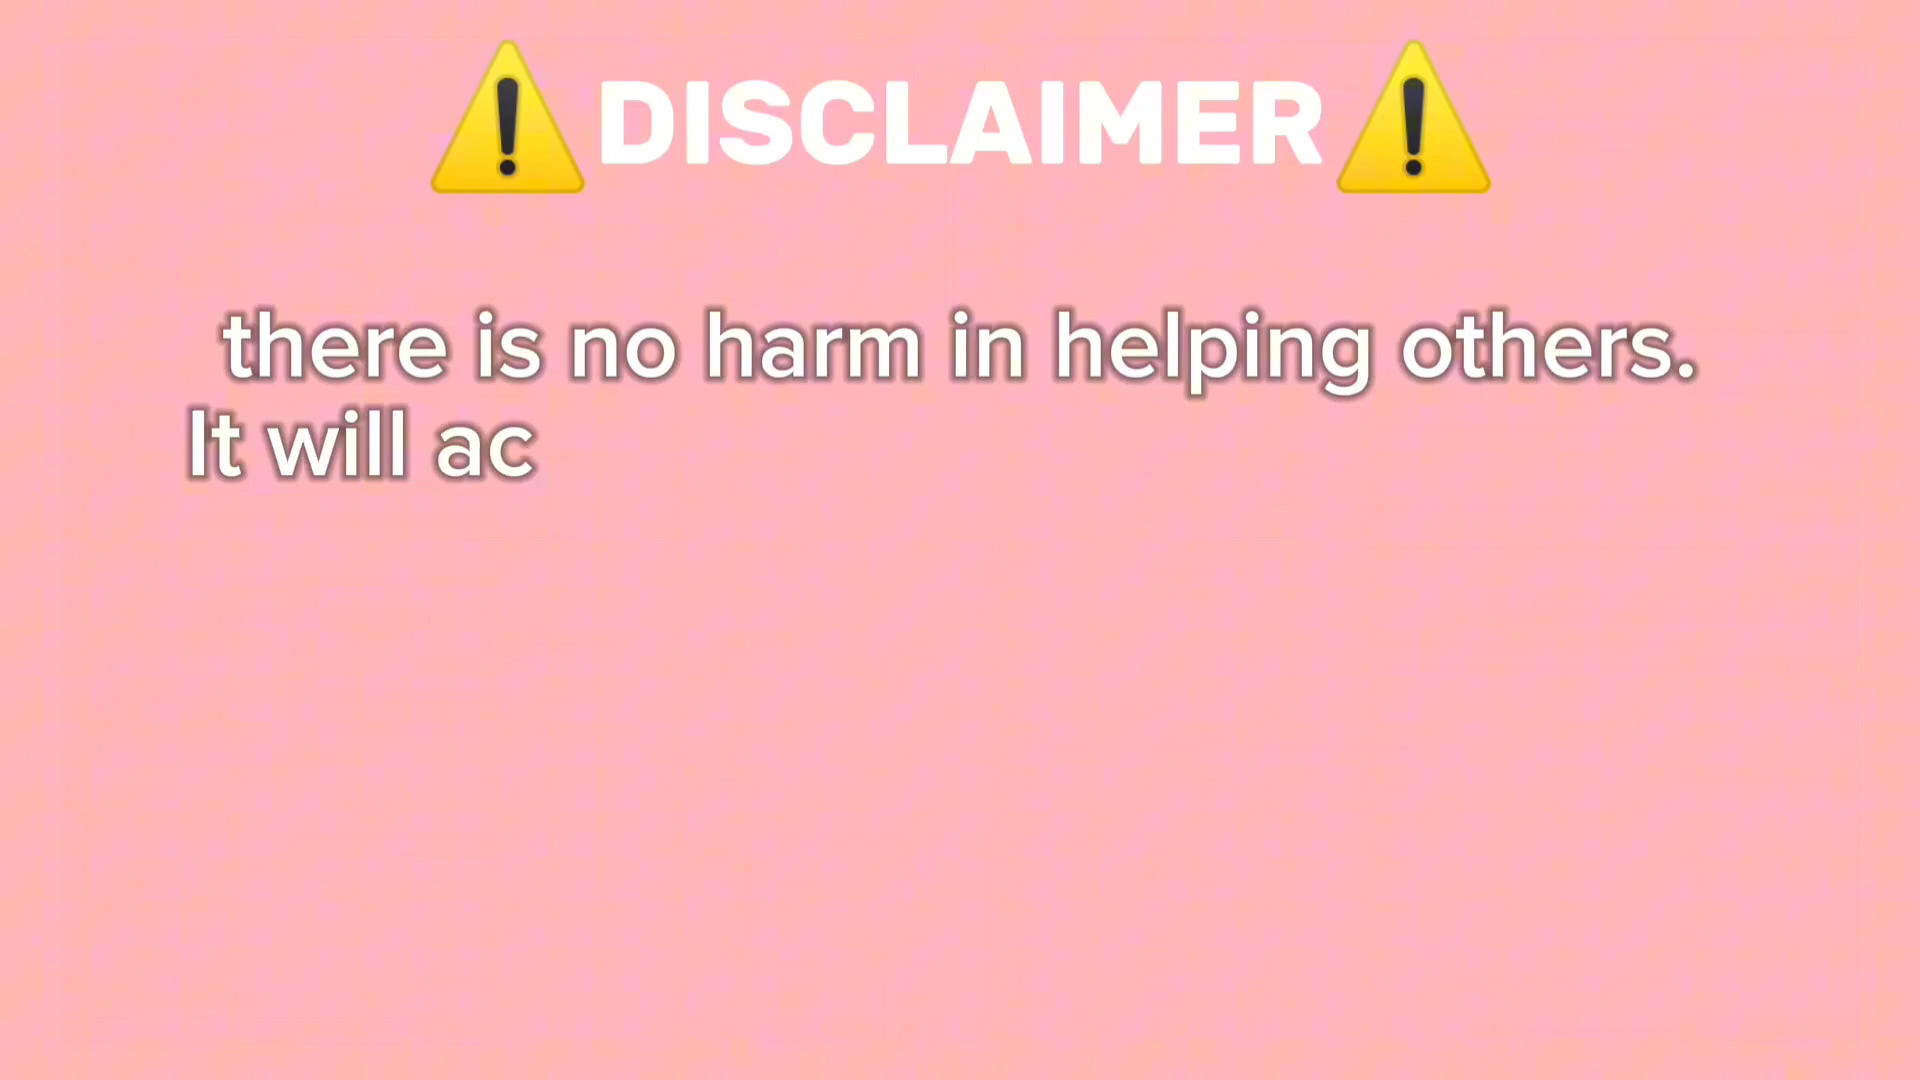 ⚠️DISCLAIMER⚠️
there is no harm in helping others.
It will ac